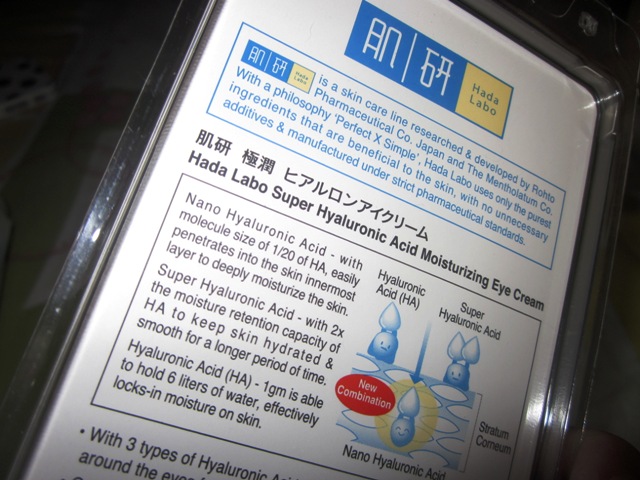 肌研 Hada
Labo
肌研 Hada Labo is a skin care line researched & developed by Rohto
Pharmaceutical Co. Japan and The Mentholatum Co.
With a philosophy 'Perfect X Simple', Hada Labo uses only the purest
ingredients that are beneficial to the skin, with no unnecessary
additives & manufactured under strict pharmaceutical standards.
肌研 極潤 ヒアルロンアイクリーム
Hada Labo Super Hyaluronic Acid Moisturizing Eye Cream
Nano Hyaluronic Acid - with
molecule size of 1/20 of HA, easily
penetrates into the skin innermost
layer to deeply moisturize the skin.
Super Hyaluronic Acid - with 2x
the moisture retention capacity of
HA to keep skin hydrated &
smooth for a longer period of time.
Hyaluronic Acid (HA) - 1gm is able
to hold 6 liters of water, effectively
locks-in moisture on skin.
Hyaluronic
Acid (HA)
Super
Hyaluronic Acid
New
Combination
Stratum
Corneum
Nano Hyaluronic Acid
• With 3 types of Hyaluronic
around the eyes